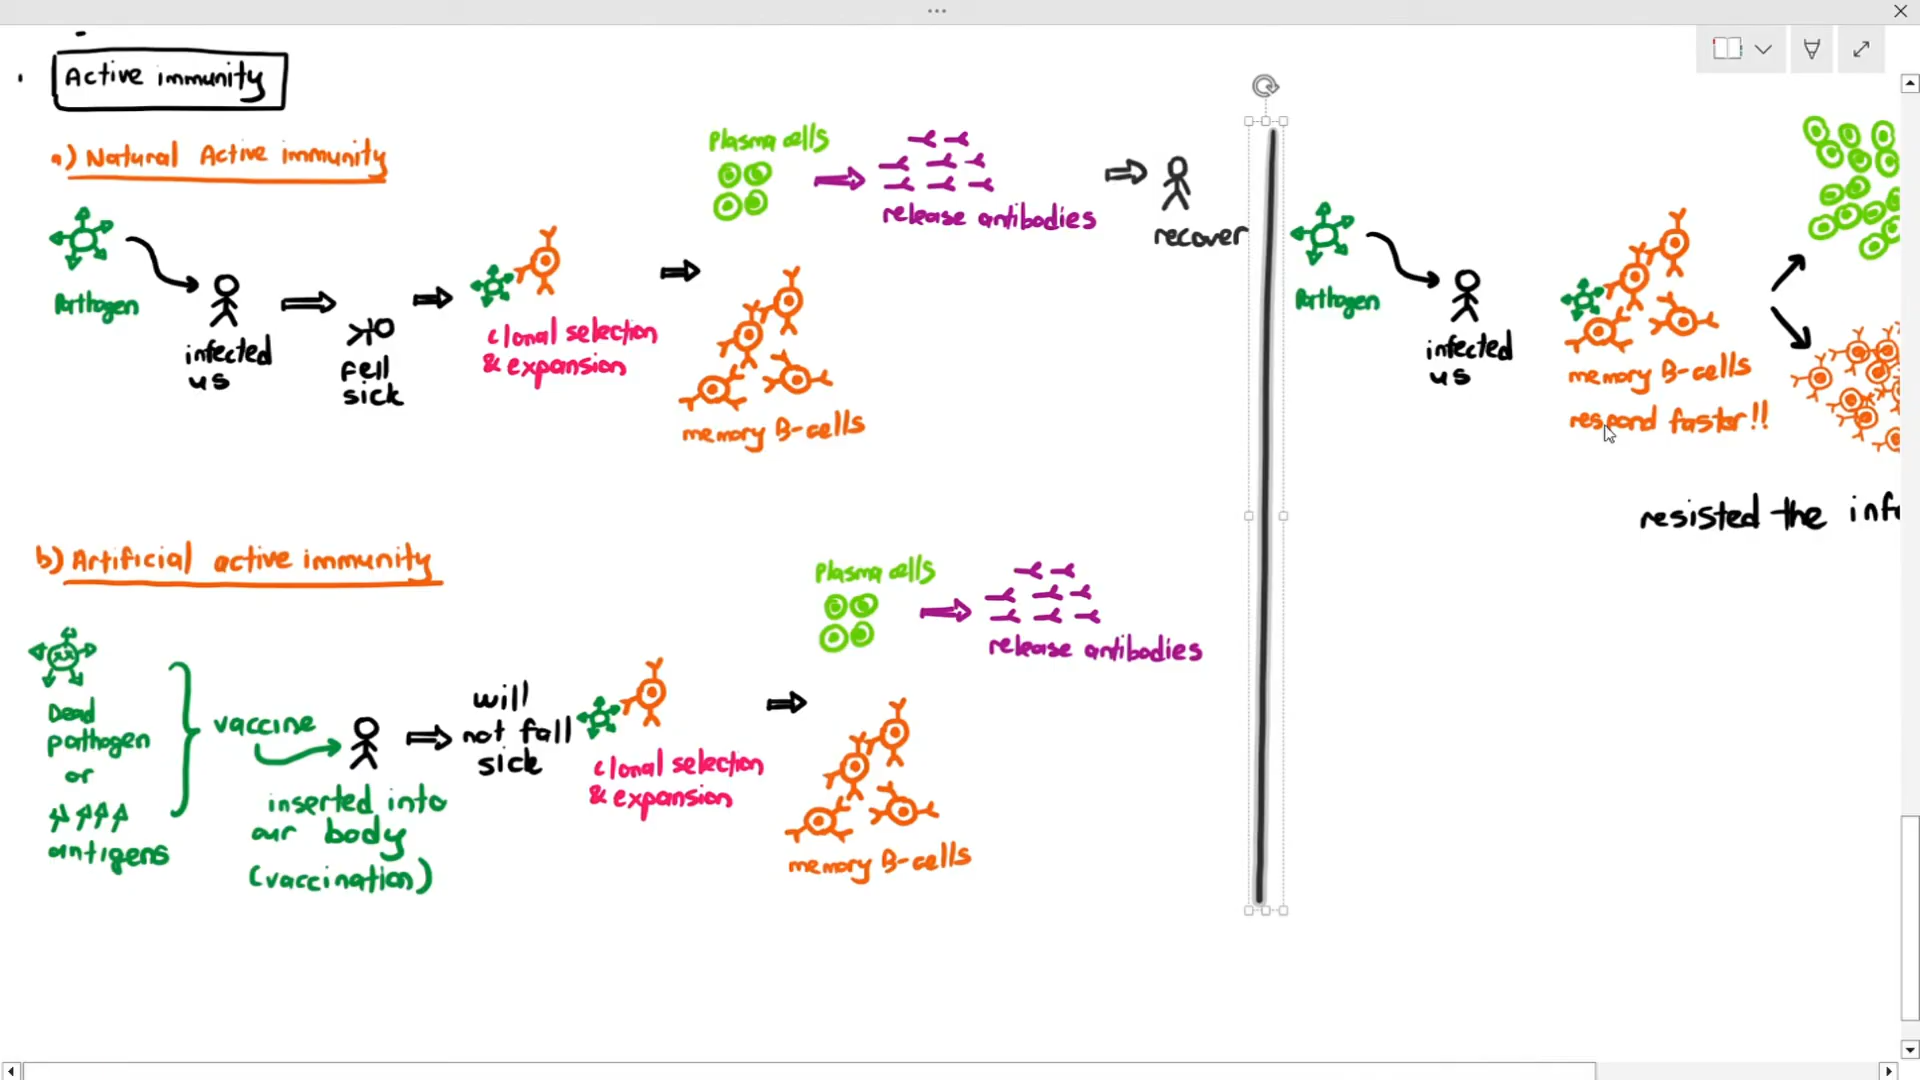 Active immunity
a) Natural Active immunity
Plasma cells
release antibodies
recover
Pathogen
infected
us
fell
sick
clonal selection
& expansion
memory B-cells
Pathogen
infected
us
memory B-cells
respond faster!!
resisted the infe
b) Artificial active immunity
Plasma cells
release antibodies
Dead
pathogen
or
antigens
vaccine
inserted into
our body
(vaccination)
will
not fall
sick
clonal selection
& expansion
memory B-cells